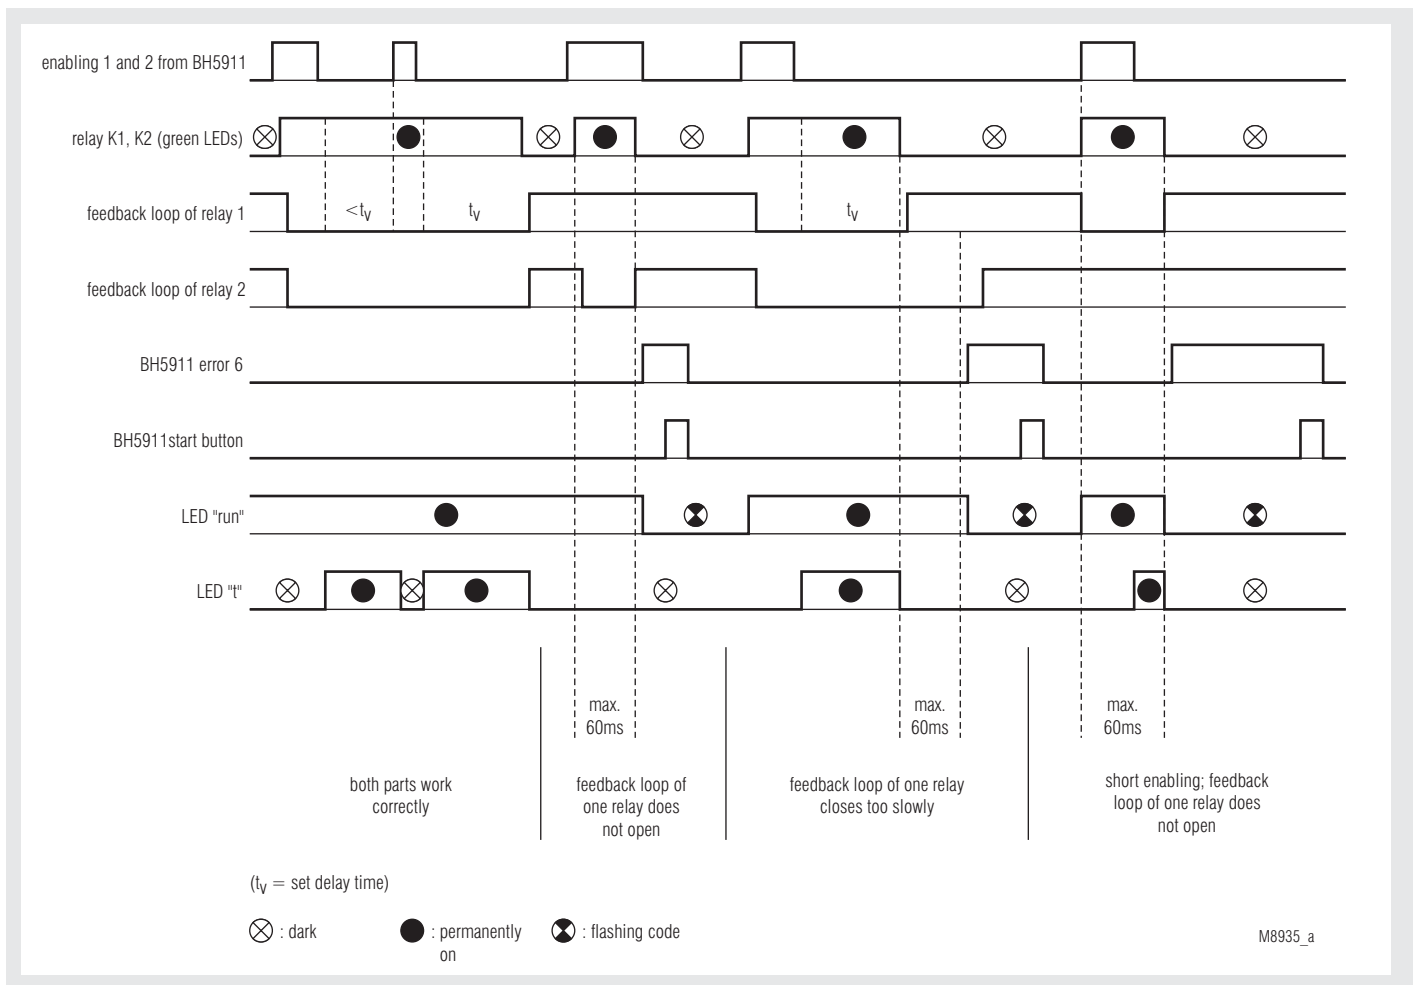 enabling 1 and 2 from BH5911
relay K1, K2 (green LEDs)
feedback loop of relay 1
<tv
tv
tv
feedback loop of relay 2
BH5911 error 6
BH5911start button
LED "run"
LED "t"
max.
60ms
max.
60ms
max.
60ms
both parts work
correctly
feedback loop of
one relay does
not open
feedback loop of one relay
closes too slowly
short enabling; feedback
loop of one relay does
not open
(tv = set delay time)
: dark
: permanently
on
: flashing code
M8935_a